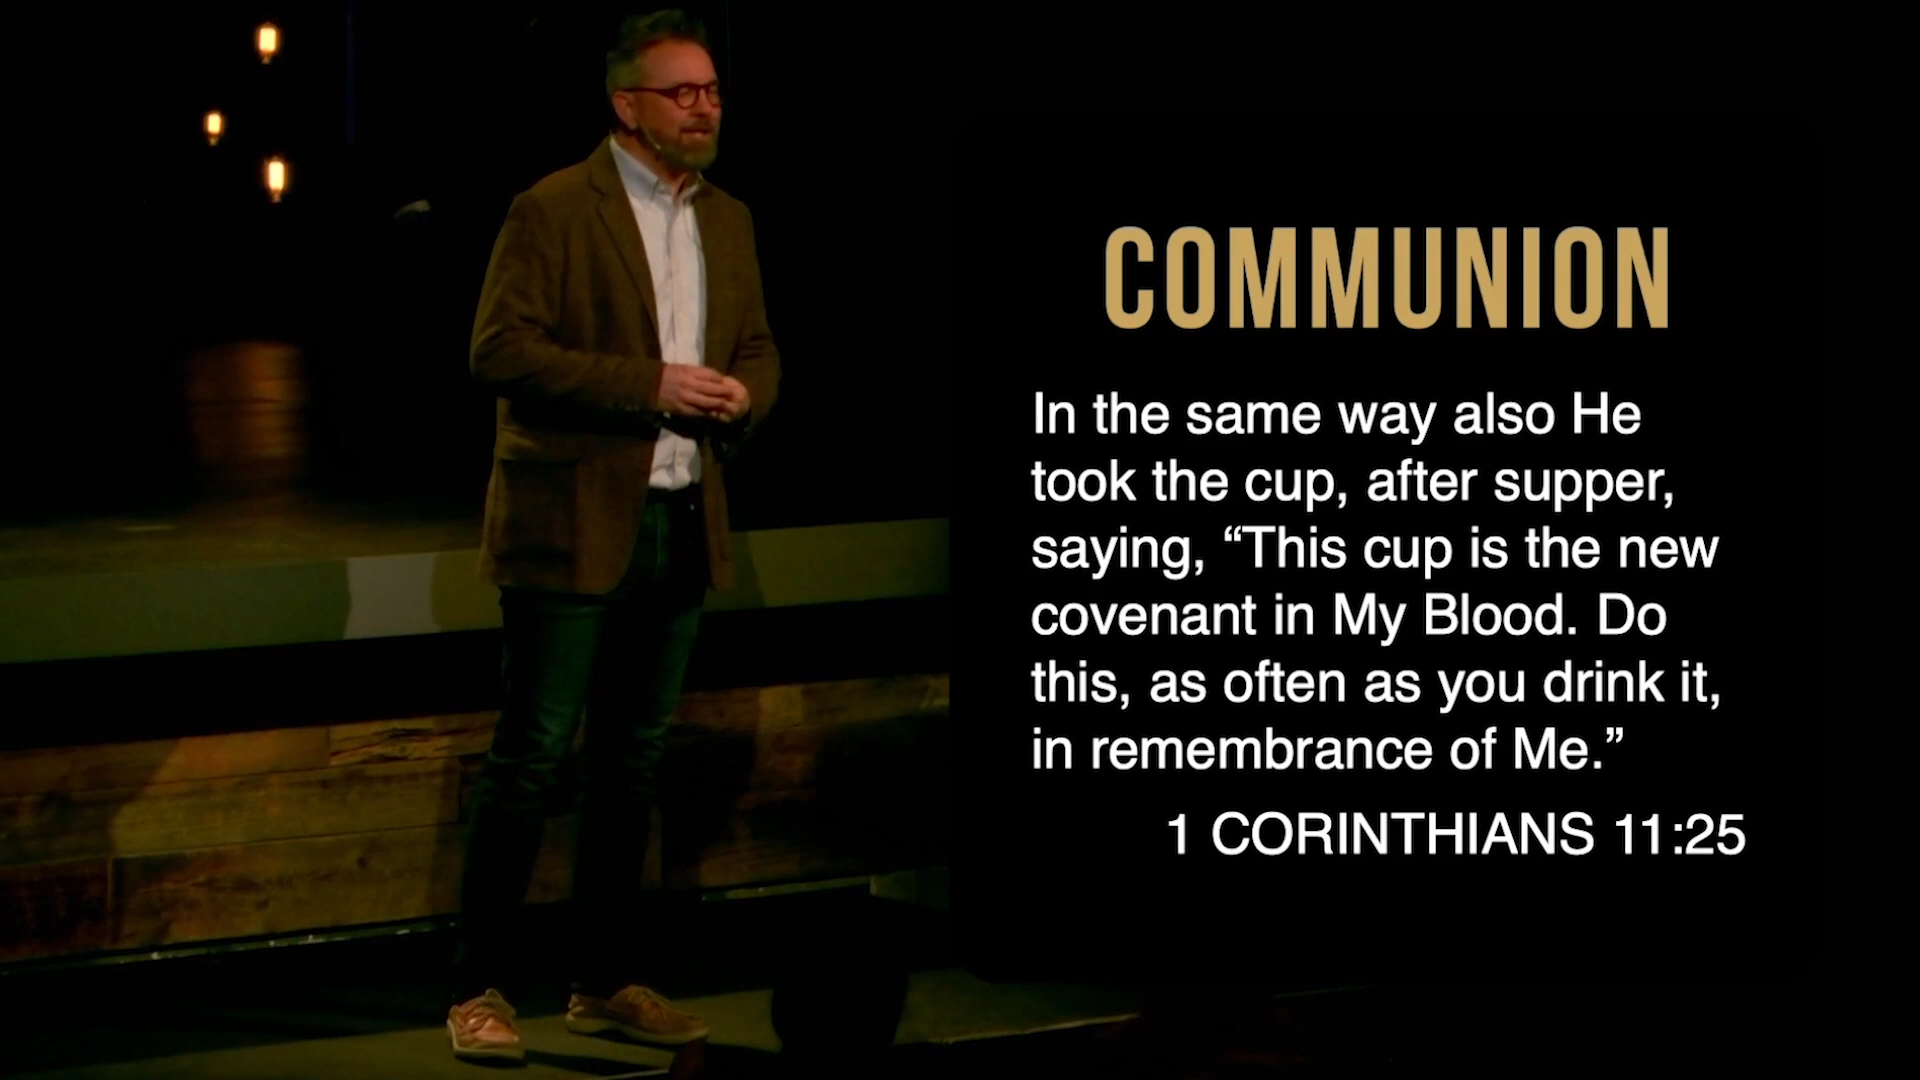 COMMUNION
In the same way also He
took the cup, after supper,
saying, “This cup is the new
covenant in My Blood. Do
this, as often as you drink it,
in remembrance of Me.”
1 CORINTHIANS 11:25